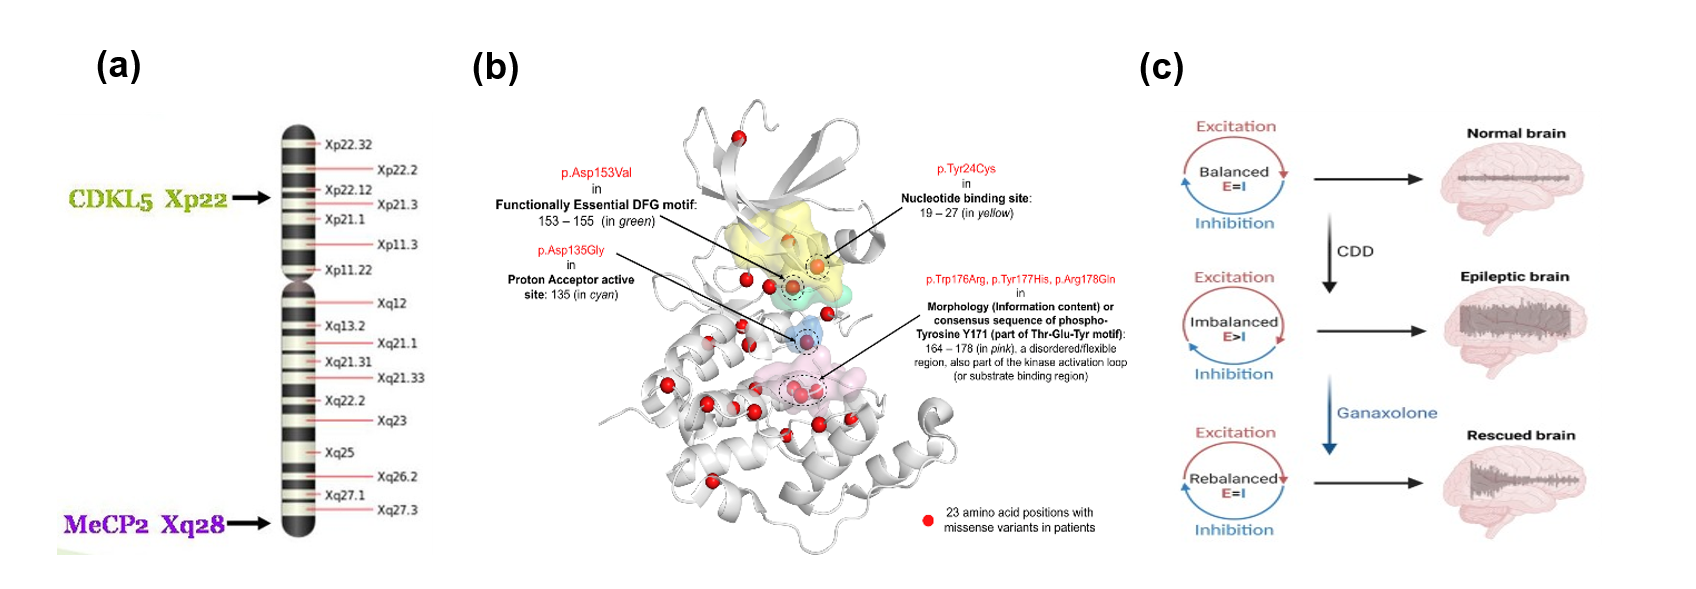 (a)
CDKL5 Xp22
MeCP2 Xq28
Xp22.32
Xp22.2
Xp22.12
Xp21.3
Xp21.1
Xp11.3
Xp11.22
Xq12
Xq13.2
Xq21.1
Xq21.31
Xq21.33
Xq22.2
Xq23
Xq25
Xq26.2
Xq27.1
Xq27.3
(b)
p.Asp153Val
in
Functionally Essential DFG motif:
153 – 155 (in green)
p.Asp135Gly
in
Proton Acceptor active
site: 135 (in cyan)
p.Tyr24Cys
in
Nucleotide binding site:
19 – 27 (in yellow)
p.Trp176Arg, p.Tyr177His, p.Arg178Gln
in
Morphology (Information content) or
consensus sequence of phospho-
Tyrosine Y171 (part of Thr-Glu-Tyr motif):
164 – 178 (in pink), a disordered/flexible
region, also part of the kinase activation loop
(or substrate binding region)
23 amino acid positions with
missense variants in patients
(c)
Excitation
Balanced
E=I
Inhibition
Normal brain
CDD
Excitation
Imbalanced
E>I
Inhibition
Epileptic brain
Ganaxolone
Excitation
Rebalanced
E=I
Inhibition
Rescued brain